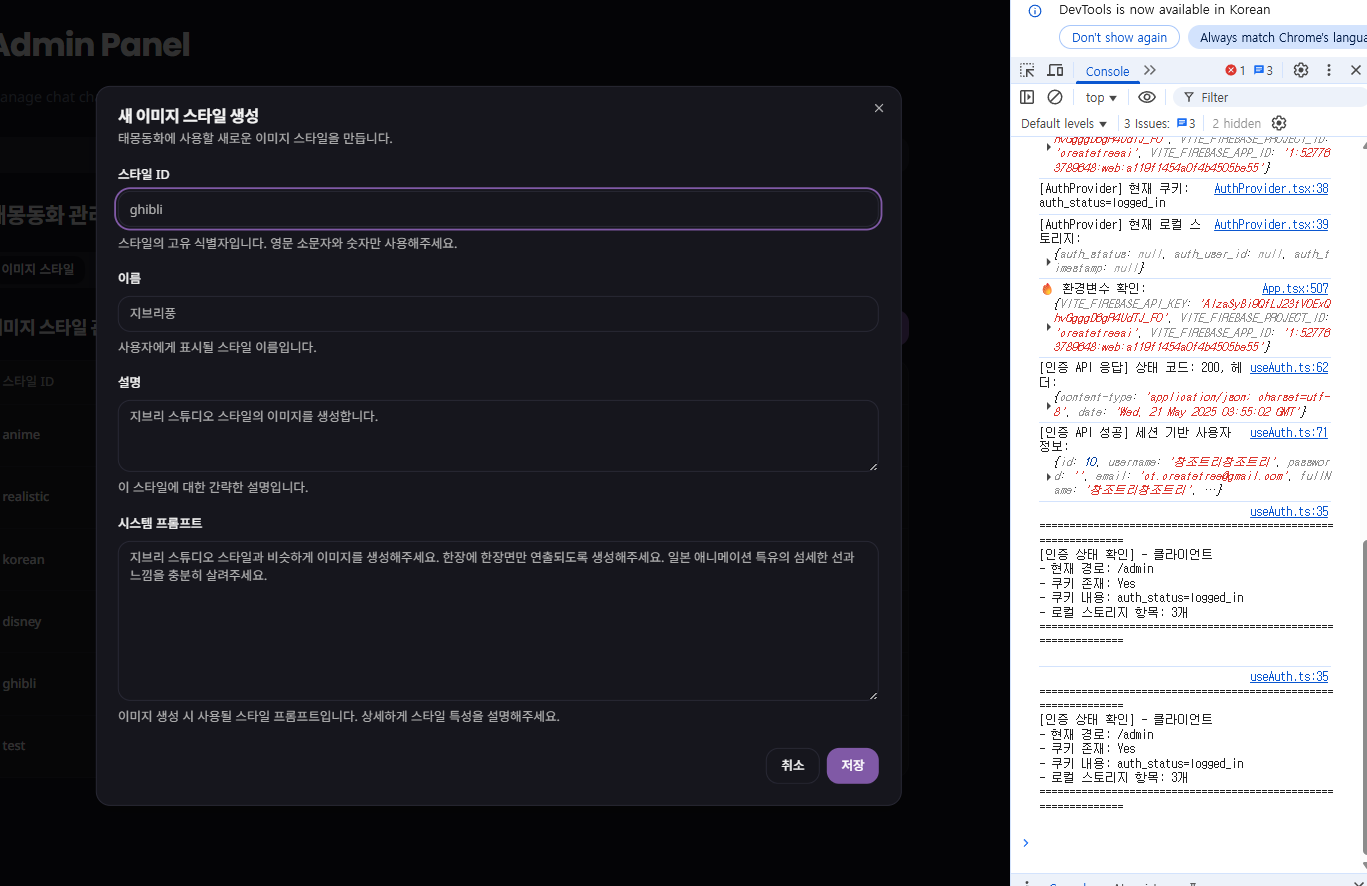 Admin Panel
anage chat ch
새 이미지 스타일 생성
태몽동화에 사용할 새로운 이미지 스타일을 만듭니다.
스타일 ID
ghibli
스타일의 고유 식별자입니다. 영문 소문자와 숫자만 사용해주세요.
이름
지브리풍
사용자에게 표시될 스타일 이름입니다.
설명
지브리 스튜디오 스타일의 이미지를 생성합니다.
이 스타일에 대한 간략한 설명입니다.
시스템 프롬프트
지브리 스튜디오 스타일과 비슷하게 이미지를 생성해주세요. 한장에 한장면만 연출되도록 생성해주세요. 일본 애니메이션 특유의 섬세한 선과
느낌을 충분히 살려주세요.
이미지 생성 시 사용될 스타일 프롬프트입니다. 상세하게 스타일 특성을 설명해주세요.
취소
저장
태몽동화 관리
이미지 스타일
이미지 스타일 관
스타일 ID
anime
realistic
korean
disney
ghibli
test
DevTools is now available in Korean
Don't show again
Always match Chrome's langua
Console
1
3
top
Filter
Default levels
3 Issues:
3
2 hidden
'createtreeai', VITE_FIREBASE_APP_ID: '1:52776
3789648:web:a119f1454a0f4b4505be55'}
[AuthProvider] 현재 쿠키: AuthProvider.tsx:38
auth_status=logged_in
[AuthProvider] 현재 로컬 스 AuthProvider.tsx:39
토리지:
{auth_status: null, auth_user_id: null, auth_t
imestamp: null}
환경변수 확인: App.tsx:507
{VITE_FIREBASE_API_KEY:
VITE_FIREBASE_PROJECT_ID:
'createtreeai', VITE_FIREBASE_APP_ID: '1:52776
3789648:web:a119f1454a0f4b4505be55'}
[인증 API 응답] 상태 코드: 200, 헤 useAuth.ts:62
더:
{content-type: 'application/json; charset=utf-
8', date: 'Wed, 21 May 2025 03:55:02 GMT'}
[인증 API 성공] 세션 기반 사용자 useAuth.ts:71
정보:
{id: 10, username: '창조트리창조트리', passwor
d: '', email: 'ct.createtree@gmail.com', fullN
ame: '창조트리창조트리', …}
useAuth.ts:35
=================================================
==============
[인증 상태 확인] - 클라이언트
- 현재 경로: /admin
- 쿠키 존재: Yes
- 쿠키 내용: auth_status=logged_in
- 로컬 스토리지 항목: 3개
=================================================
==============
useAuth.ts:35
=================================================
==============
[인증 상태 확인] - 클라이언트
- 현재 경로: /admin
- 쿠키 존재: Yes
- 쿠키 내용: auth_status=logged_in
- 로컬 스토리지 항목: 3개
=================================================
==============